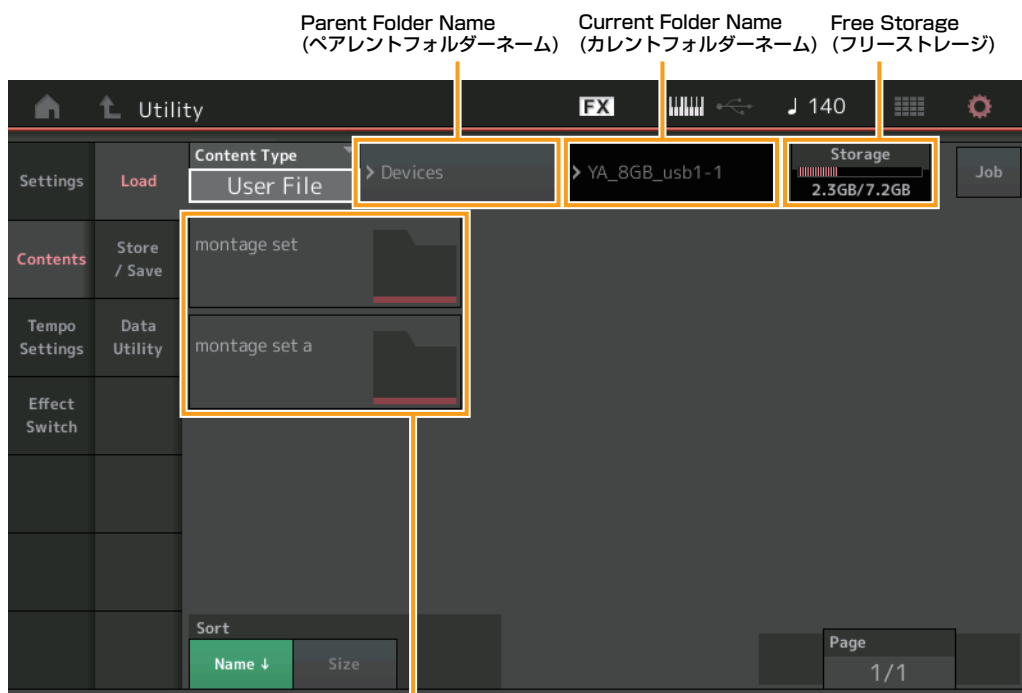 Parent Folder Name
(ペアレントフォルダーネーム)
Current Folder Name
(カレントフォルダーネーム)
Free Storage
(フリーストレージ)
Utility
FX
♩ 140
Settings
Load
Content Type
User File
> Devices
> YA_8GB_usb1-1
Storage
2.3GB/7.2GB
Job
Contents
Store
/ Save
montage set
Tempo
Settings
Data
Utility
montage set a
Effect
Switch
Sort
Name ↓
Size
Page
1/1